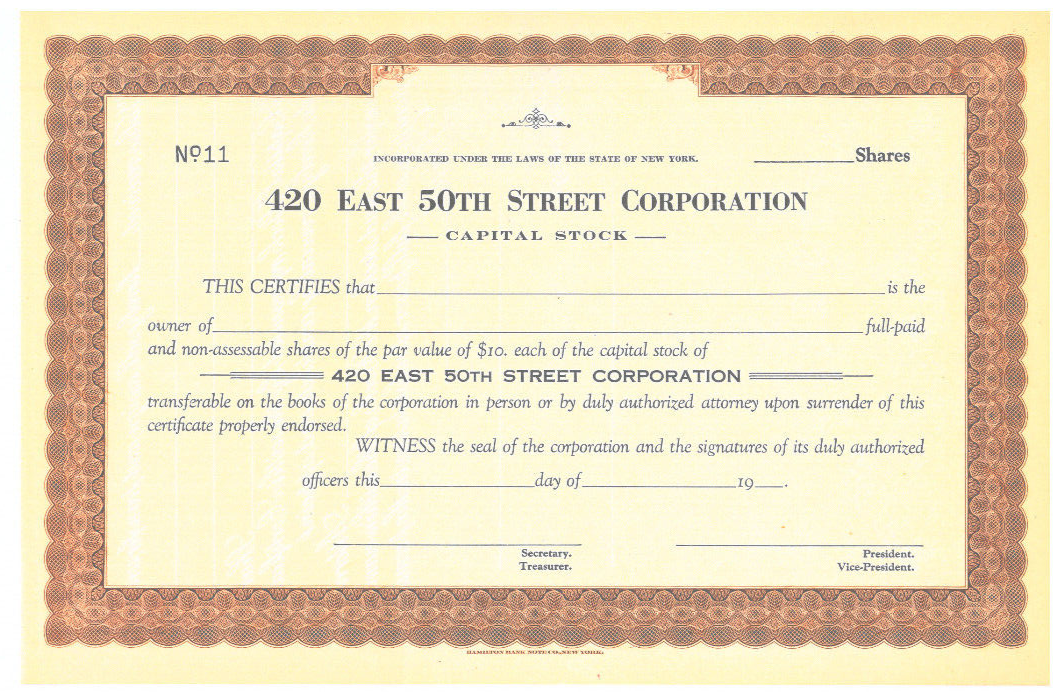 Nº11
INCORPORATED UNDER THE LAWS OF THE STATE OF NEW YORK.
Shares
420 EAST 50TH STREET CORPORATION
CAPITAL STOCK
THIS CERTIFIES that is the
owner of full-paid
and non-assessable shares of the par value of $10. each of the capital stock of
420 EAST 50TH STREET CORPORATION
transferable on the books of the corporation in person or by duly authorized attorney upon surrender of this
certificate properly endorsed.
WITNESS the seal of the corporation and the signatures of its duly authorized
officers this day of 19 .
Secretary. President.
Treasurer. Vice-President.
HAMILTON BANK NOTE CO., NEW YORK.